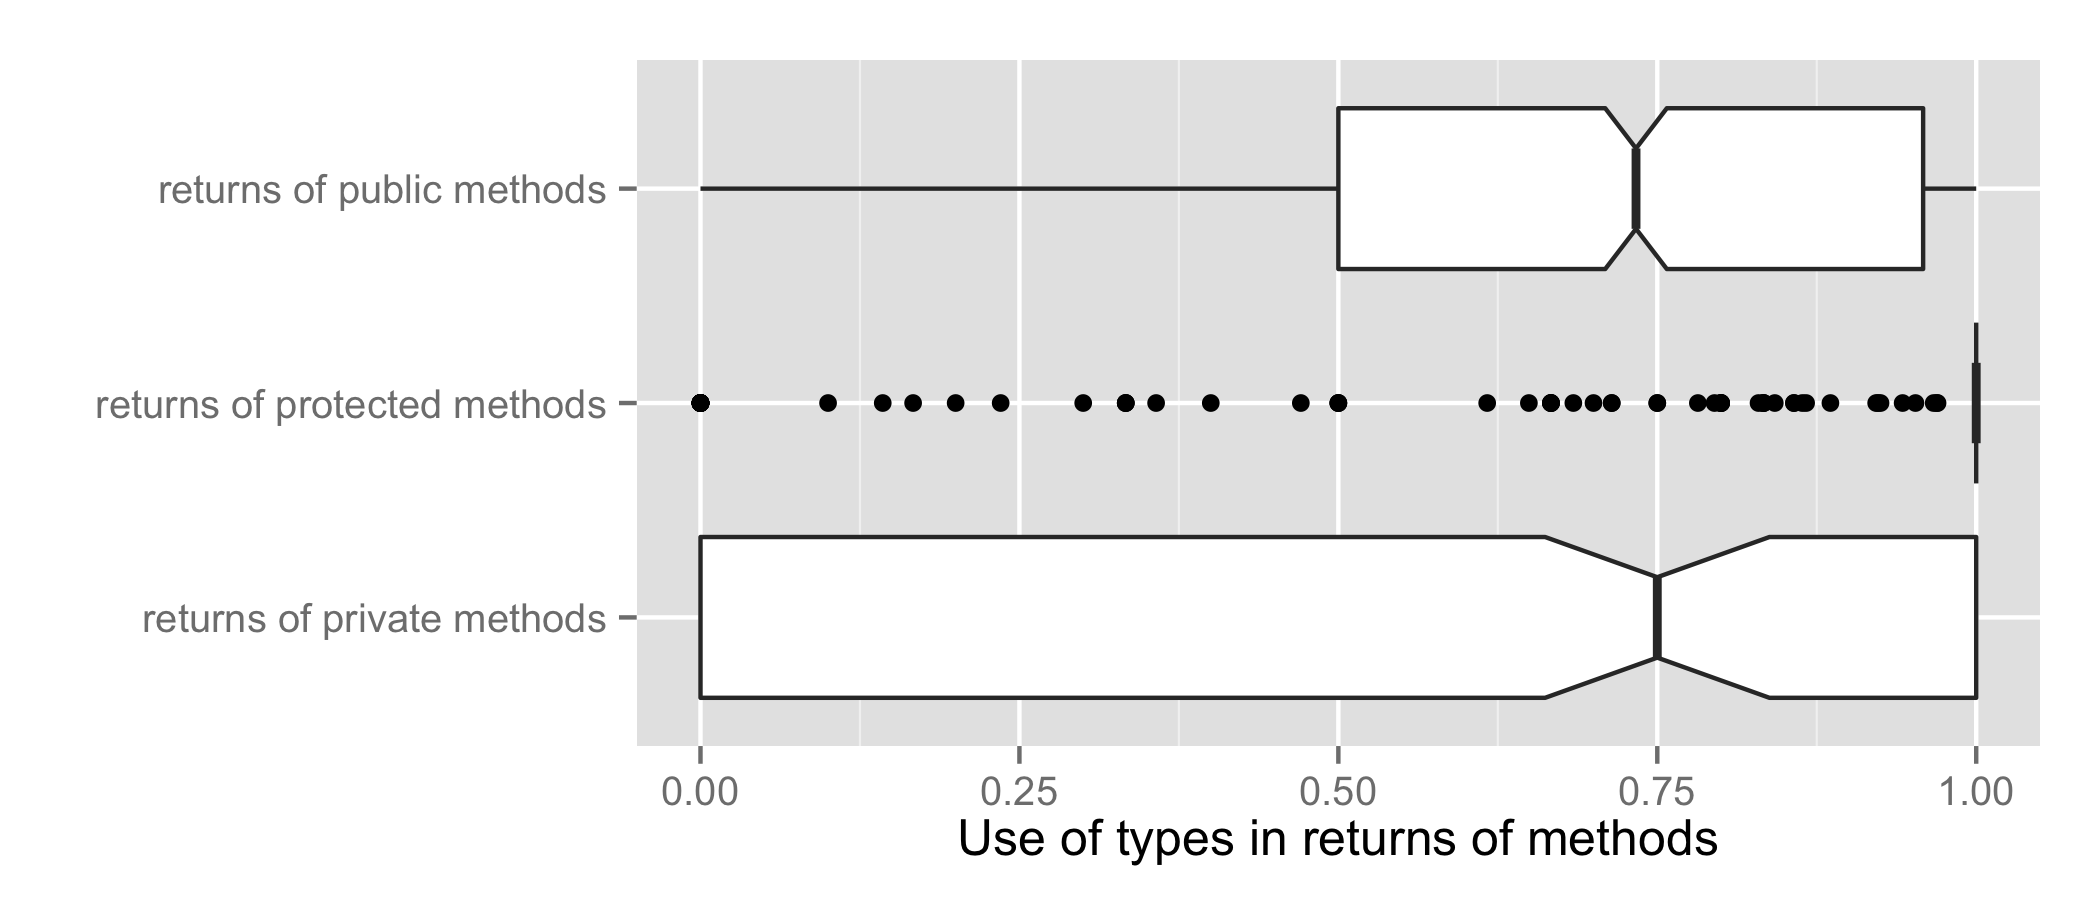 returns of public methods
returns of protected methods
returns of private methods
0.00 0.25 0.50 0.75 1.00
Use of types in returns of methods